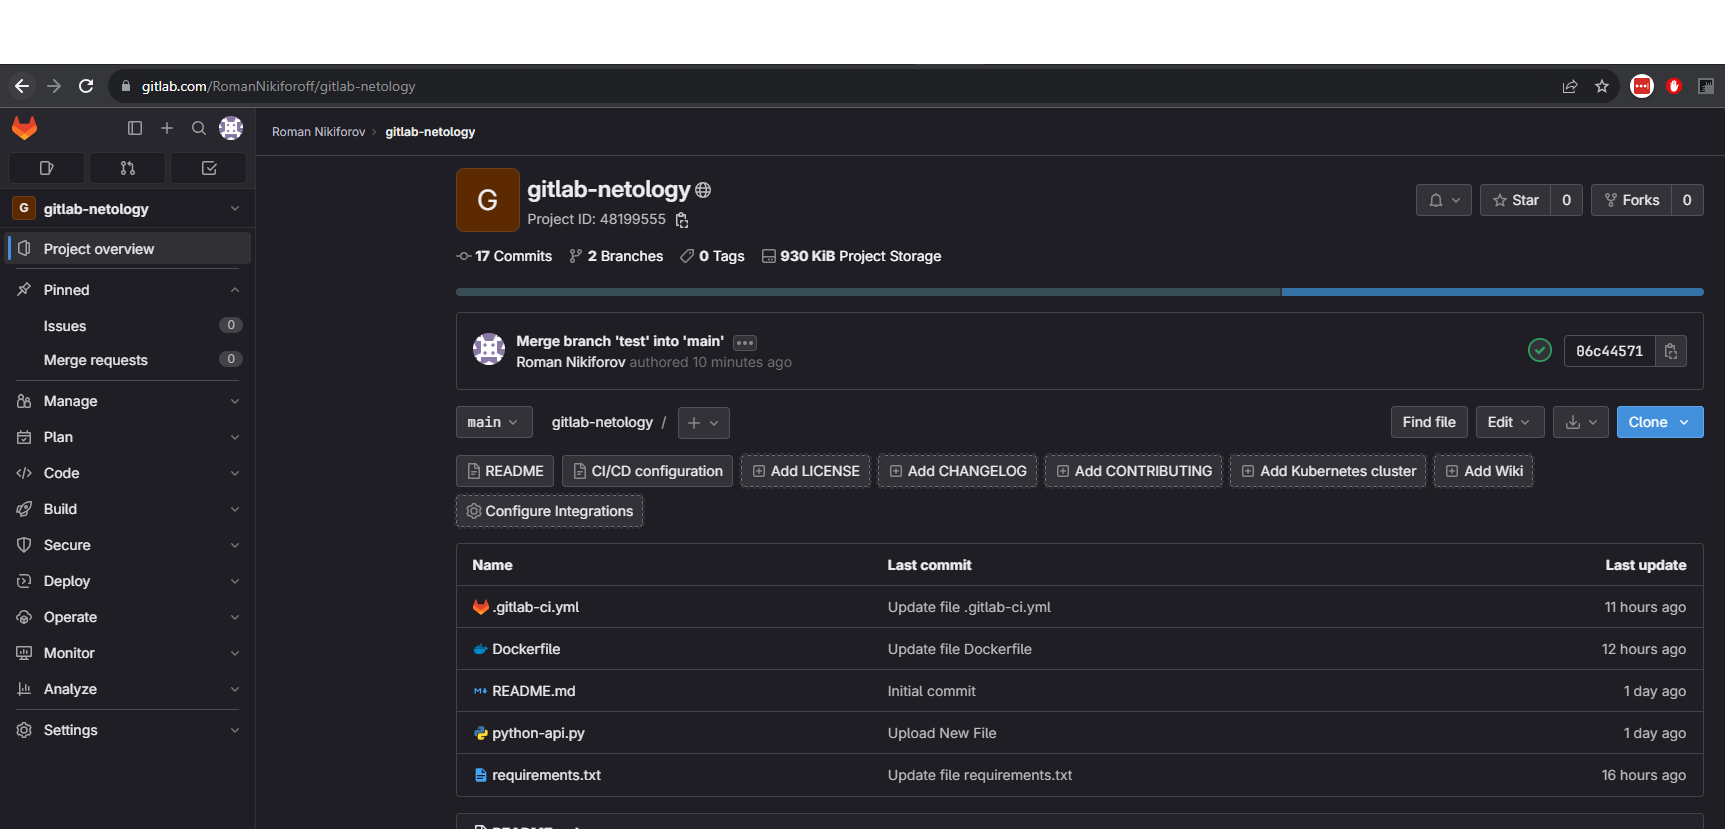 gitlab.com/RomanNikiforoff/gitlab-netology
Roman Nikiforov › gitlab-netology
G gitlab-netology
Project overview
Pinned
Issues 0
Merge requests 0
Manage
Plan
Code
Build
Secure
Deploy
Operate
Monitor
Analyze
Settings
G
gitlab-netology
Project ID: 48199555
Star 0 Forks 0
17 Commits 2 Branches 0 Tags 930 KiB Project Storage
Merge branch 'test' into 'main'
Roman Nikiforov authored 10 minutes ago
06c44571
main gitlab-netology / Find file Edit Clone
README CI/CD configuration Add LICENSE Add CHANGELOG Add CONTRIBUTING Add Kubernetes cluster Add Wiki
Configure Integrations
Name Last commit Last update
.gitlab-ci.yml Update file .gitlab-ci.yml 11 hours ago
Dockerfile Update file Dockerfile 12 hours ago
README.md Initial commit 1 day ago
python-api.py Upload New File 1 day ago
requirements.txt Update file requirements.txt 16 hours ago